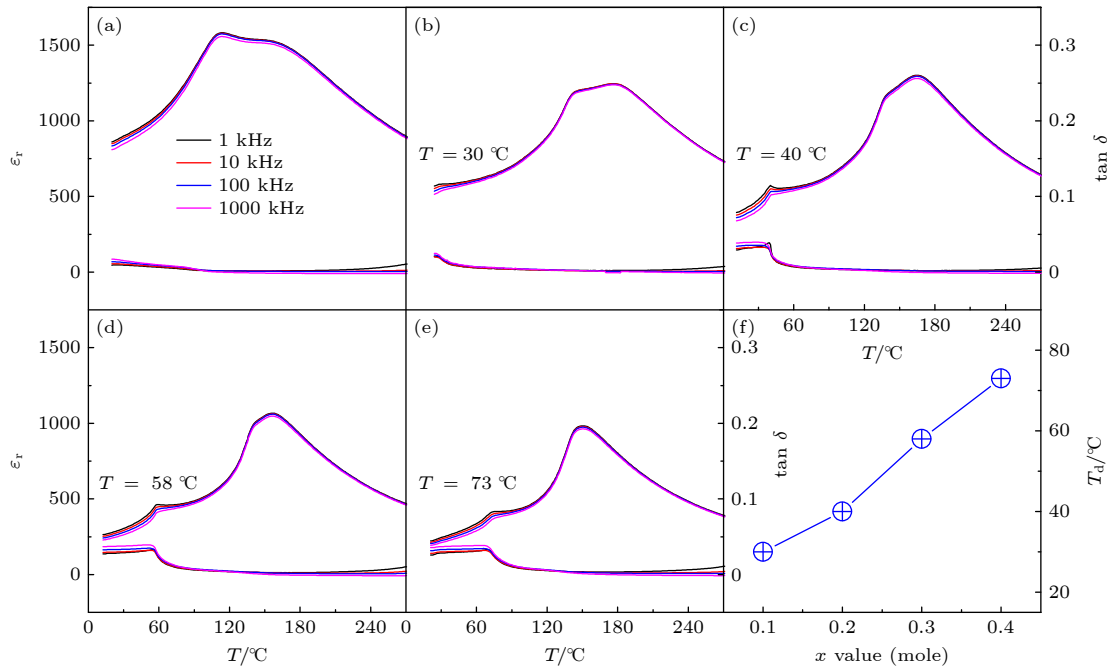 (a)
(b)
(c)
1500
1000
500
0
εr
1 kHz
10 kHz
100 kHz
1000 kHz
T = 30 ℃
T = 40 ℃
0.3
0.2
0.1
0
tan δ
60 120 180 240
T/℃
(d)
(e)
(f)
1500
1000
500
0
εr
T = 58 ℃
T = 73 ℃
0.3
0.2
0.1
0
tan δ
80
60
40
20
Td/℃
0 60 120 180 240
0 60 120 180 240
0.1 0.2 0.3 0.4
T/℃
T/℃
x value (mole)